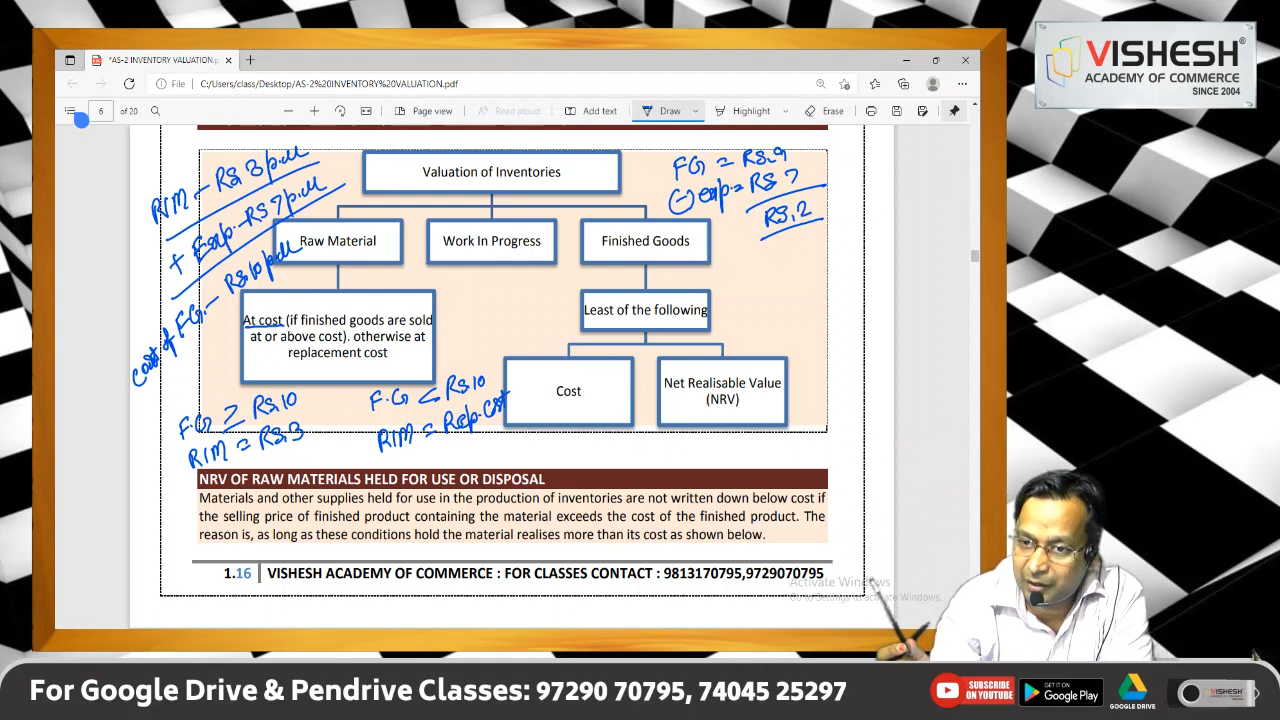 VISHESH®
ACADEMY OF COMMERCE
SINCE 2004
*AS-2 INVENTORY VALUATION.p
File
C:/Users/class/Desktop/AS-2%20INVENTORY%20VALUATION.pdf
6
of 20
Page view
Read aloud
Add text
Draw
Highlight
Erase
Valuation of Inventories
Raw Material
Work In Progress
Finished Goods
At cost (if finished goods are sold
at or above cost). otherwise at
replacement cost
Least of the following
Cost
Net Realisable Value
(NRV)
R/M - Rs. 3 p.u
+ Exp. - Rs 7 p.u
Cost of FG. - Rs. 10 p.u
FG = Rs. 9
(-) exp. = Rs 7
Rs. 2
F.G ≥ Rs. 10
R/M = Rs. 3
F.G < Rs 10
R/M = Rep. Cost
NRV OF RAW MATERIALS HELD FOR USE OR DISPOSAL
Materials and other supplies held for use in the production of inventories are not written down below cost if
the selling price of finished product containing the material exceeds the cost of the finished product. The
reason is, as long as these conditions hold the material realises more than its cost as shown below.
1.16 | VISHESH ACADEMY OF COMMERCE : FOR CLASSES CONTACT : 9813170795,9729070795
Activate Windows
Go to Settings to activate Windows.
For Google Drive & Pendrive Classes: 97290 70795, 74045 25297
SUBSCRIBE
ON YOUTUBE
GET IT ON
Google Play
GOOGLE DRIVE